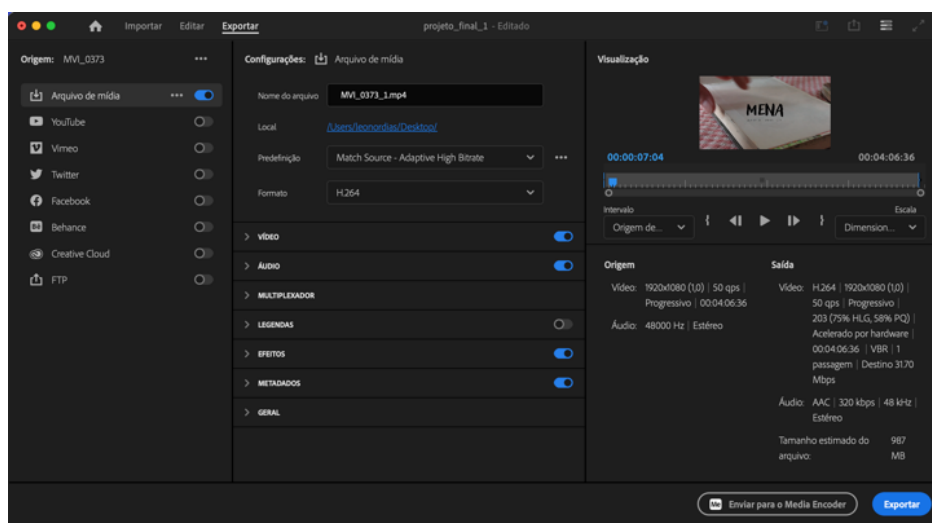 Importar Editar Exportar projeto_final_1 - Editado
Origem: MVI_0373
Arquivo de mídia
YouTube
Vimeo
Twitter
Facebook
Behance
Creative Cloud
FTP
Configurações: Arquivo de mídia
Nome do arquivo MVI_0373_1.mp4
Local /Users/leonordias/Desktop/
Predefinição Match Source - Adaptive High Bitrate
Formato H.264
VÍDEO
ÁUDIO
MULTIPLEXADOR
LEGENDAS
EFEITOS
METADADOS
GERAL
Visualização
MENA
00:00:07:04 00:04:06:36
Intervalo Escala
Origem de... Dimension...
Origem
Vídeo: 1920x1080 (1,0) | 50 qps |
Progressivo | 00:04:06:36
Áudio: 48000 Hz | Estéreo
Saída
Vídeo: H.264 | 1920x1080 (1,0) |
50 qps | Progressivo |
203 (75% HLG, 58% PQ) |
Acelerado por hardware |
00:04:06:36 | VBR | 1
passagem | Destino 31.70
Mbps
Áudio: AAC | 320 kbps | 48 kHz |
Estéreo
Tamanho estimado do 987
arquivo: MB
Me Enviar para o Media Encoder Exportar